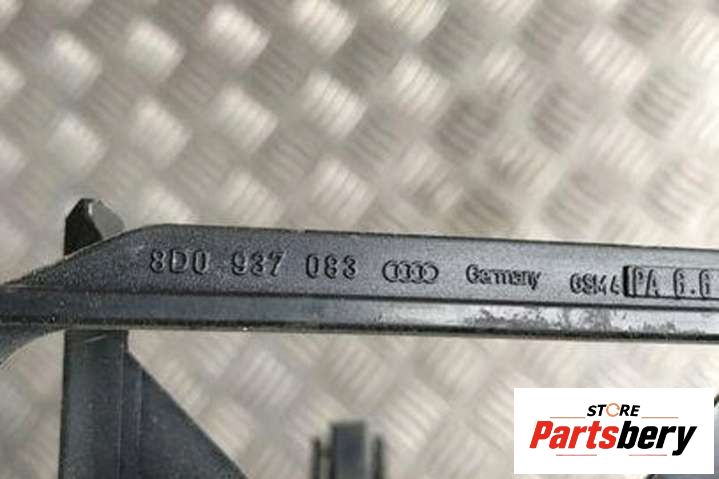 8D0 937 083 Germany PA 6.6
STORE
Partsbery